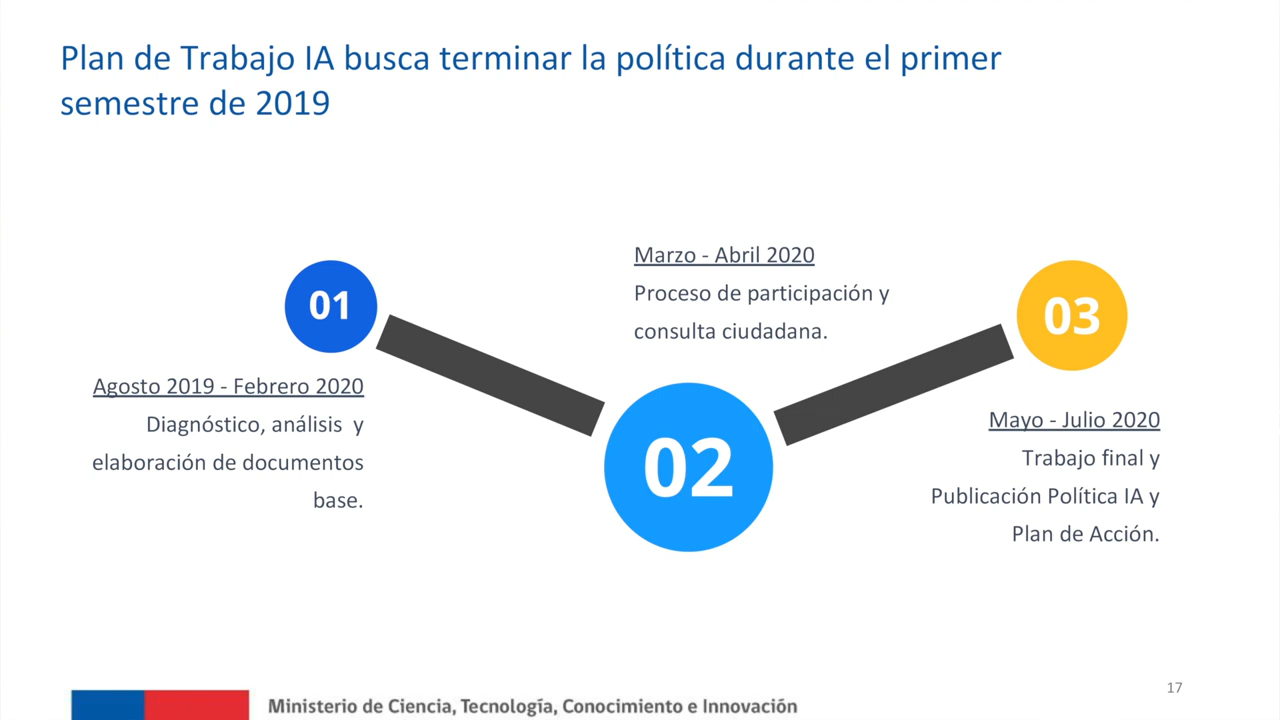 Plan de Trabajo IA busca terminar la política durante el primer
semestre de 2019
01
Agosto 2019 - Febrero 2020
Diagnóstico, análisis y
elaboración de documentos
base.
Marzo - Abril 2020
Proceso de participación y
consulta ciudadana.
02
03
Mayo - Julio 2020
Trabajo final y
Publicación Política IA y
Plan de Acción.
17
Ministerio de Ciencia, Tecnología, Conocimiento e Innovación